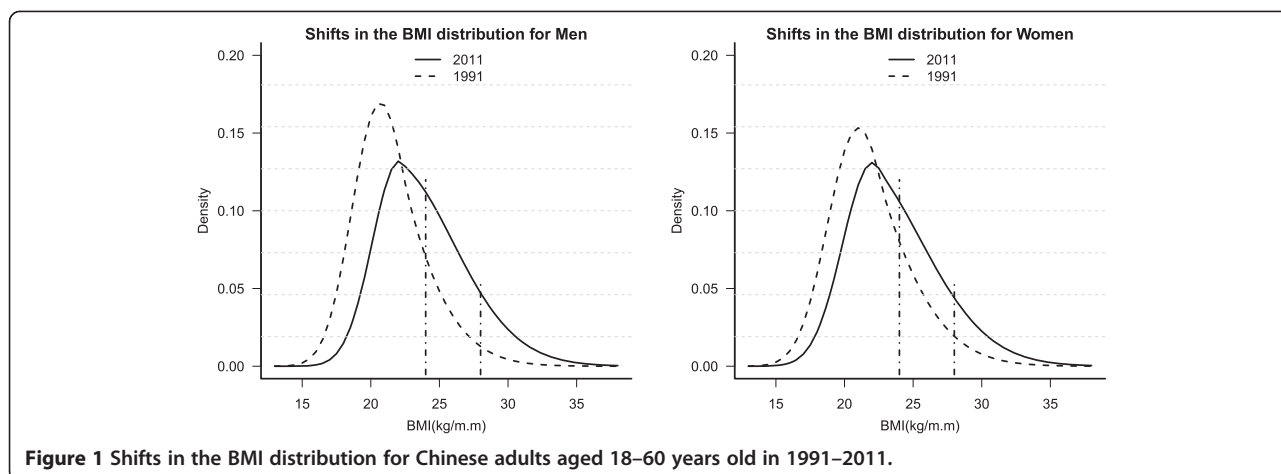 Shifts in the BMI distribution for Men
2011
1991
0.20
0.15
0.10
0.05
0.00
Density
15 20 25 30 35
BMI(kg/m.m)
Shifts in the BMI distribution for Women
2011
1991
0.20
0.15
0.10
0.05
0.00
Density
15 20 25 30 35
BMI(kg/m.m)
Figure 1 Shifts in the BMI distribution for Chinese adults aged 18–60 years old in 1991–2011.